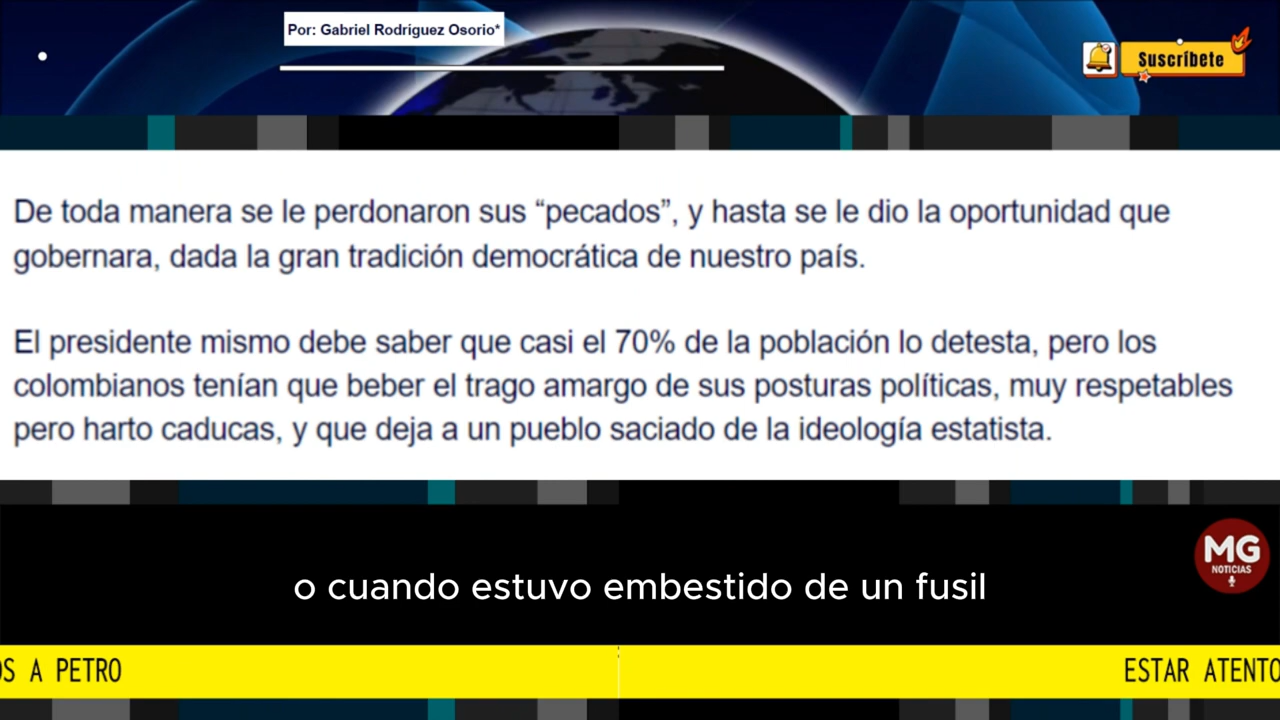 Por: Gabriel Rodríguez Osorio*
Suscríbete
De toda manera se le perdonaron sus “pecados”, y hasta se le dio la oportunidad que
gobernara, dada la gran tradición democrática de nuestro país.
El presidente mismo debe saber que casi el 70% de la población lo detesta, pero los
colombianos tenían que beber el trago amargo de sus posturas políticas, muy respetables
pero harto caducas, y que deja a un pueblo saciado de la ideología estatista.
MG
NOTICIAS
o cuando estuvo embestido de un fusil
OS A PETRO
ESTAR ATENTO